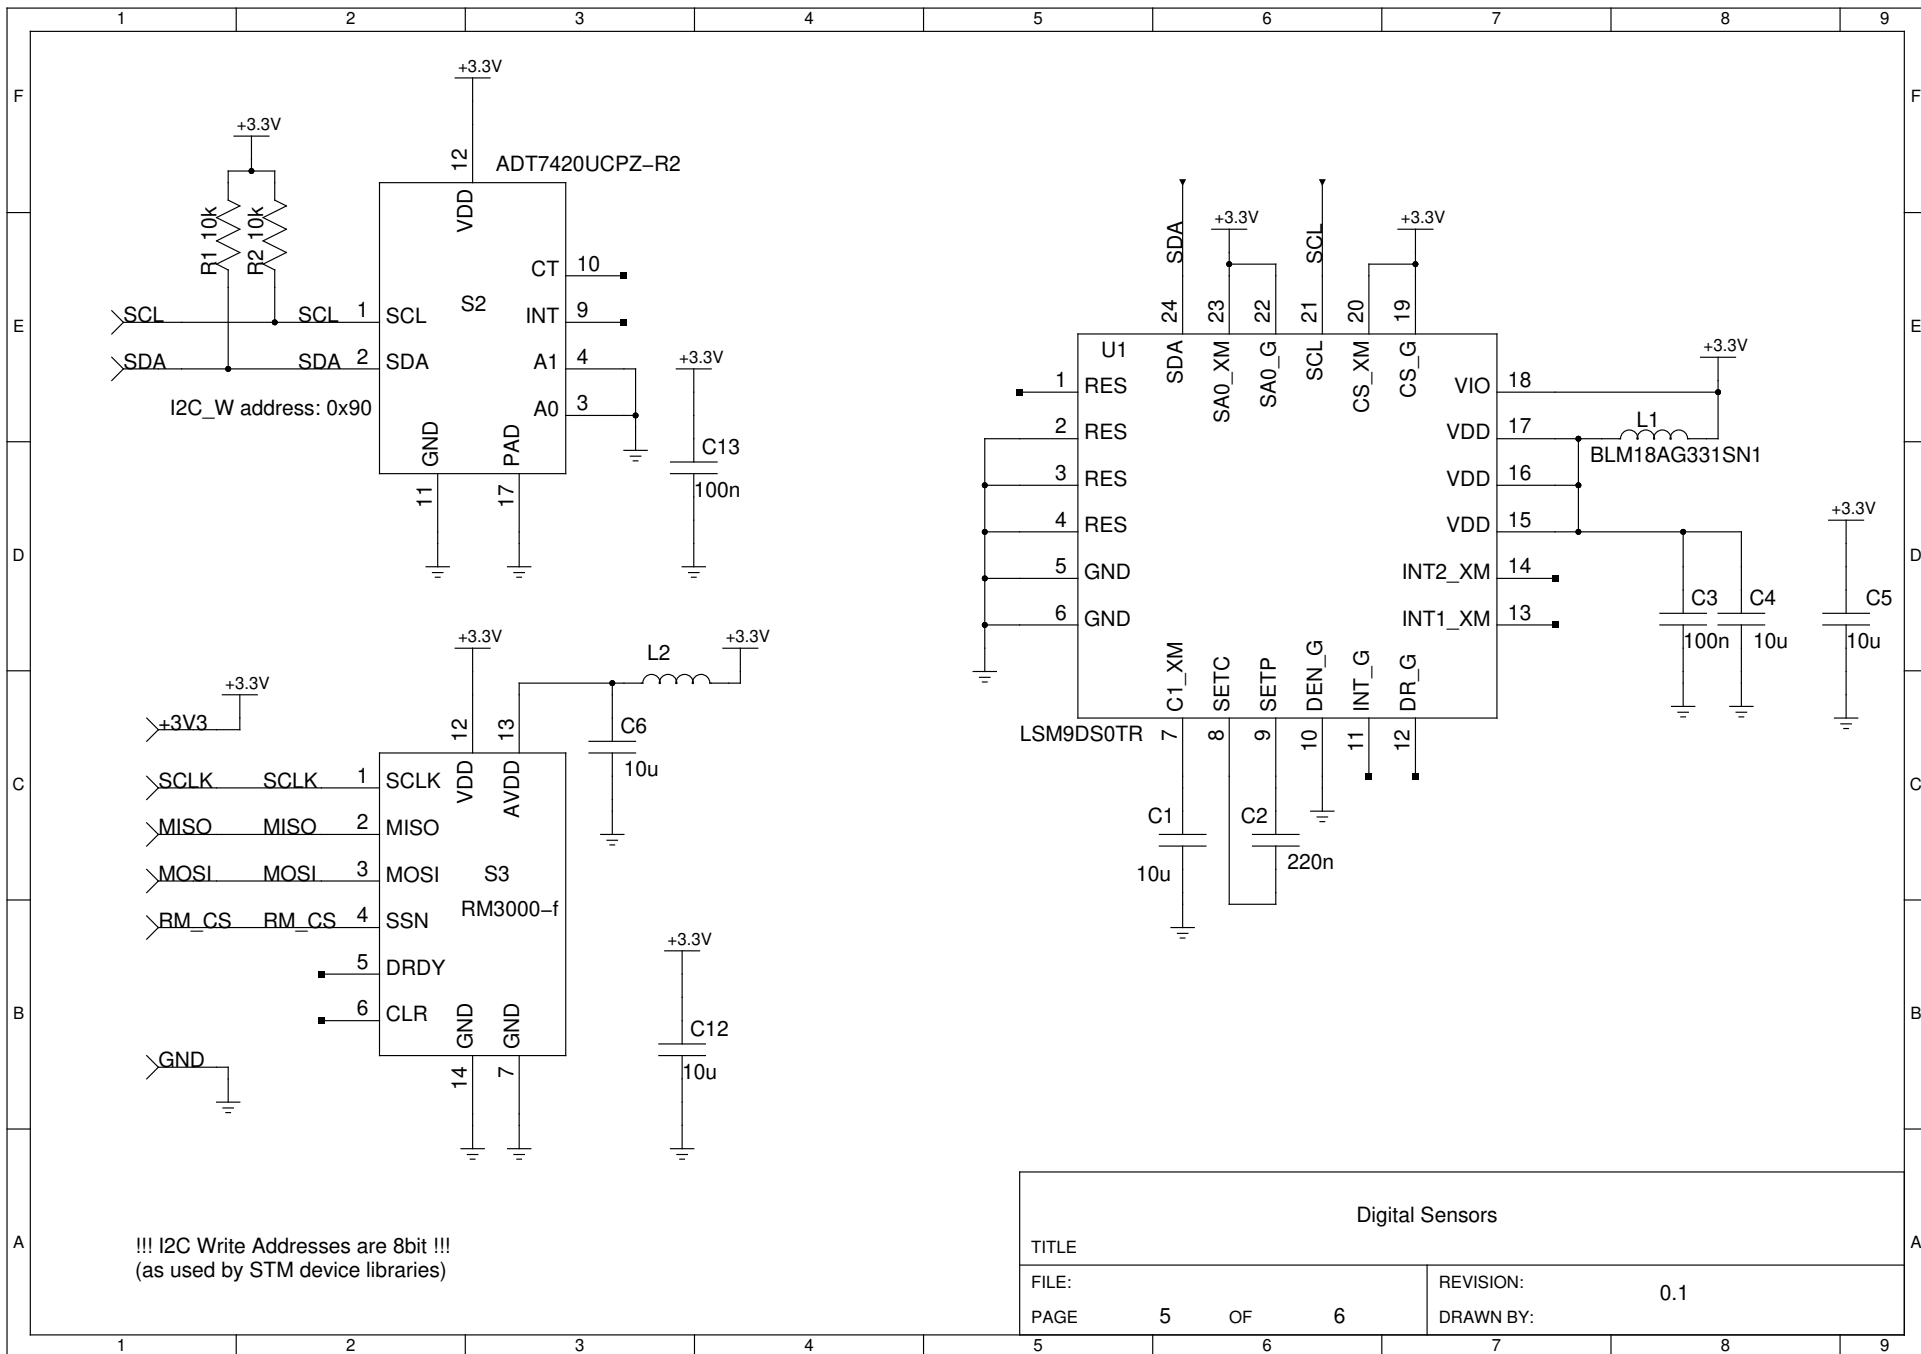 1 2 3 4 5 6 7 8 9
F
E
D
C
B
A
F
E
D
C
B
A
+3.3V
+3.3V
R1 10k
R2 10k
12
ADT7420UCPZ-R2
VDD
CT 10
S2
INT 9
SCL SCL 1 SCL
A1 4
SDA SDA 2 SDA
A0 3
I2C_W address: 0x90
GND
PAD
11
17
+3.3V
C13
100n
+3.3V
+3.3V
L2
+3.3V
+3V3
12
13
C6
10u
VDD
AVDD
SCLK SCLK 1 SCLK
MISO MISO 2 MISO
MOSI MOSI 3 MOSI
S3
RM3000-f
RM_CS RM_CS 4 SSN
5 DRDY
6 CLR
GND
GND
14
7
GND
+3.3V
C12
10u
SDA
+3.3V
SCL
+3.3V
24
23
22
21
20
19
SDA
SA0_XM
SA0_G
SCL
CS_XM
CS_G
U1
1 RES
2 RES
3 RES
4 RES
5 GND
6 GND
VIO 18
VDD 17
VDD 16
VDD 15
INT2_XM 14
INT1_XM 13
+3.3V
L1
BLM18AG331SN1
C3
100n
C4
10u
+3.3V
C5
10u
C1_XM
SETC
SETP
DEN_G
INT_G
DR_G
LSM9DS0TR
7
8
9
10
11
12
C1
10u
C2
220n
!!! I2C Write Addresses are 8bit !!!
(as used by STM device libraries)
Digital Sensors
TITLE
FILE:
REVISION: 0.1
PAGE 5 OF 6
DRAWN BY:
1 2 3 4 5 6 7 8 9